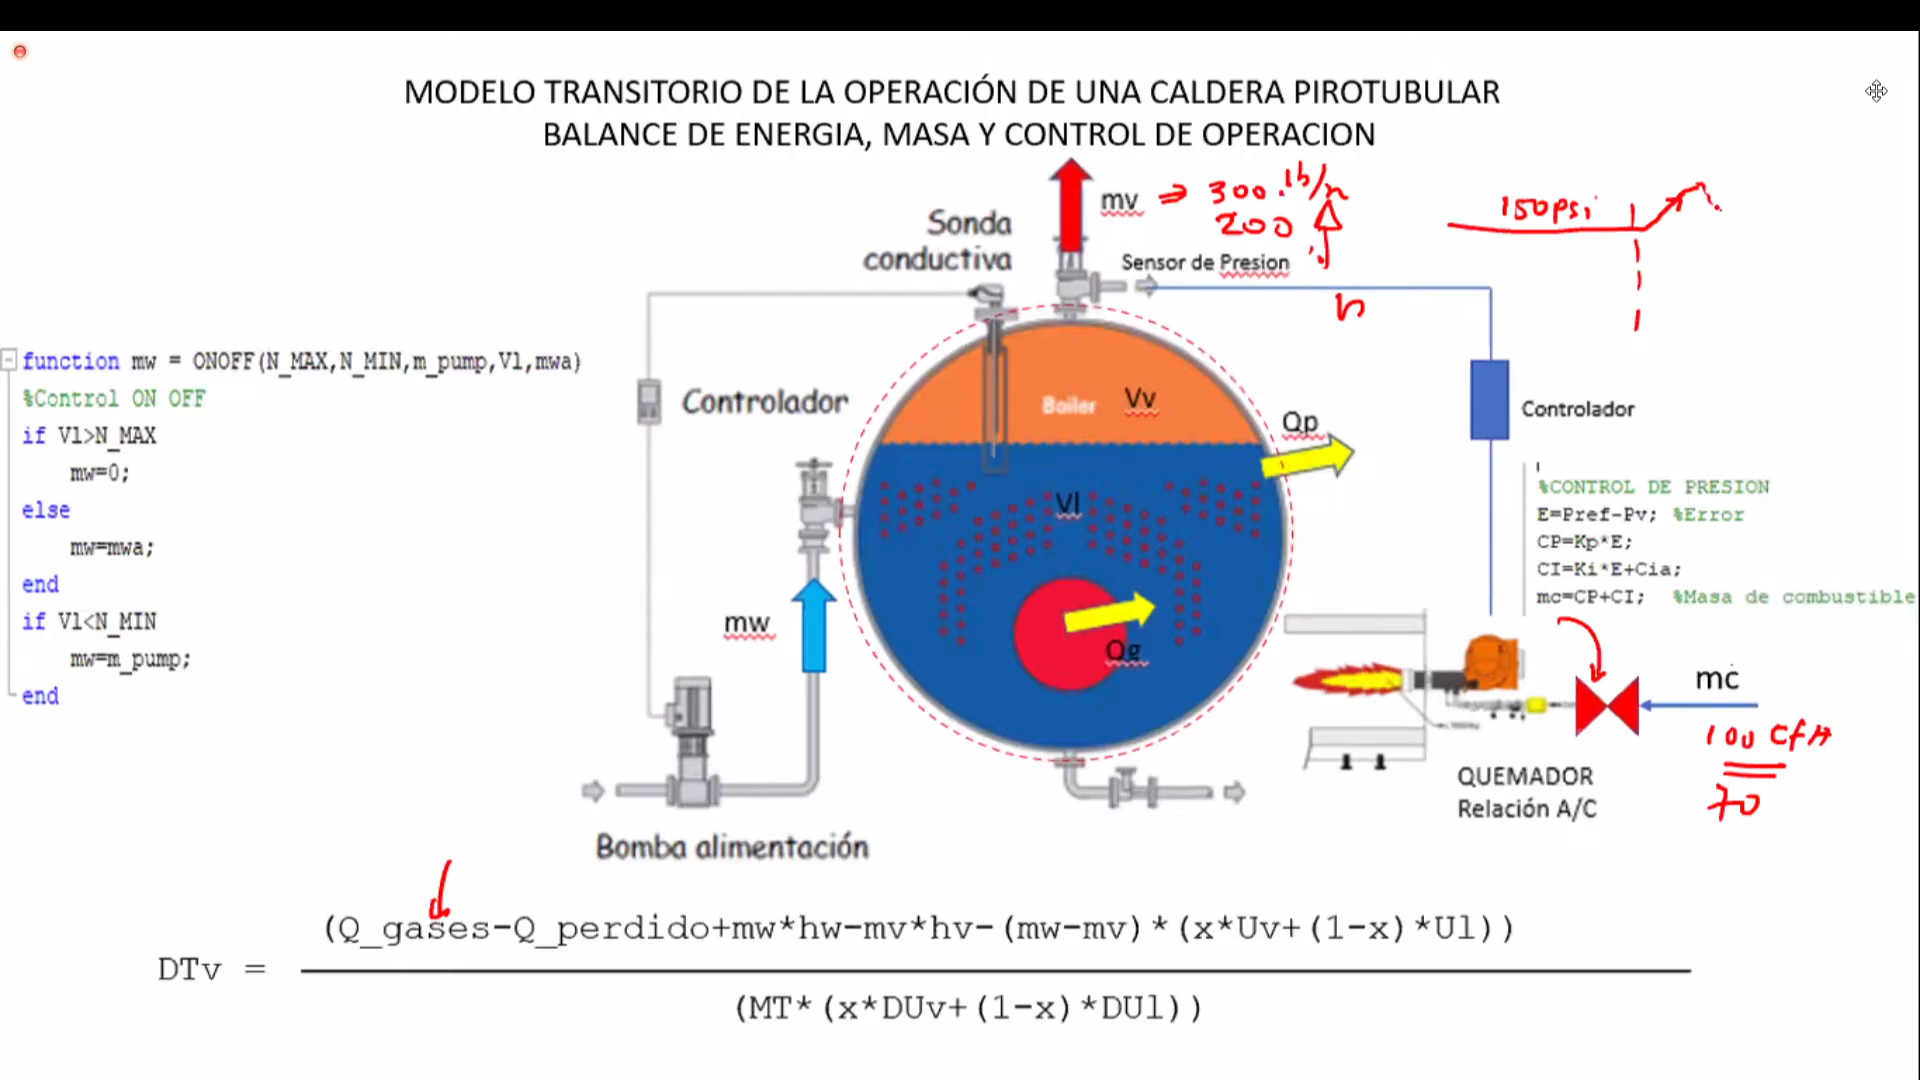 MODELO TRANSITORIO DE LA OPERACIÓN DE UNA CALDERA PIROTUBULAR
BALANCE DE ENERGIA, MASA Y CONTROL DE OPERACION
mv
300 lb/h
200
150psi
Sonda
conductiva
Sensor de Presion
h
function mw = ONOFF(N_MAX,N_MIN,m_pump,Vl,mwa)
%Control ON OFF
if Vl>N_MAX
mw=0;
else
mw=mwa;
end
if Vl<N_MIN
mw=m_pump;
end
Controlador
Boiler
Vv
Qp
Controlador
Vl
%CONTROL DE PRESION
E=Pref-Pv; %Error
CP=Kp*E;
CI=Ki*E+Cia;
mc=CP+CI; %Masa de combustible
mw
Qg
mc
100 CfH
70
QUEMADOR
Relación A/C
Bomba alimentación
(Q_gases-Q_perdido+mw*hw-mv*hv-(mw-mv)*(x*Uv+(1-x)*Ul))
DTv =
(MT*(x*DUv+(1-x)*DUl))